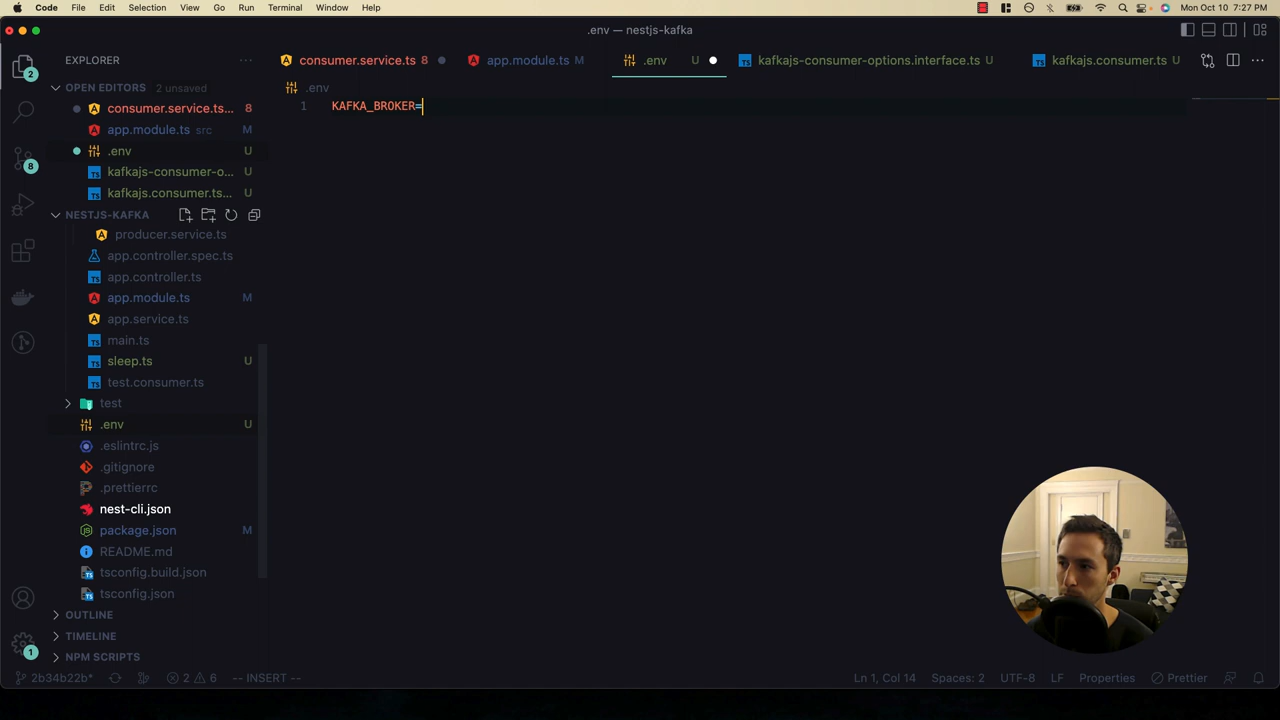 Code File Edit Selection View Go Run Terminal Window Help Mon Oct 10 7:27 PM
.env — nestjs-kafka
EXPLORER
consumer.service.ts 8
app.module.ts M
.env U
kafkajs-consumer-options.interface.ts U
kafkajs.consumer.ts U
OPEN EDITORS 2 unsaved
.env
consumer.service.ts... 8
1 KAFKA_BROKER=
app.module.ts src M
.env U
kafkajs-consumer-o... U
kafkajs.consumer.ts... U
NESTJS-KAFKA
producer.service.ts
app.controller.spec.ts
app.controller.ts
app.module.ts M
app.service.ts
main.ts
sleep.ts U
test.consumer.ts
test
.env U
.eslintrc.js
.gitignore
.prettierrc
nest-cli.json
package.json M
README.md
tsconfig.build.json
tsconfig.json
OUTLINE
TIMELINE
NPM SCRIPTS
2
8
1
2b34b22b* 2 6 -- INSERT -- Ln 1, Col 14 Spaces: 2 UTF-8 LF Properties Prettier